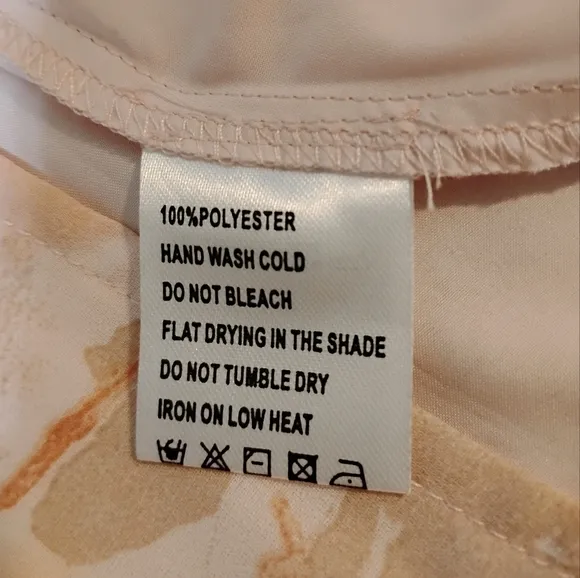 100%POLYESTER
HAND WASH COLD
DO NOT BLEACH
FLAT DRYING IN THE SHADE
DO NOT TUMBLE DRY
IRON ON LOW HEAT